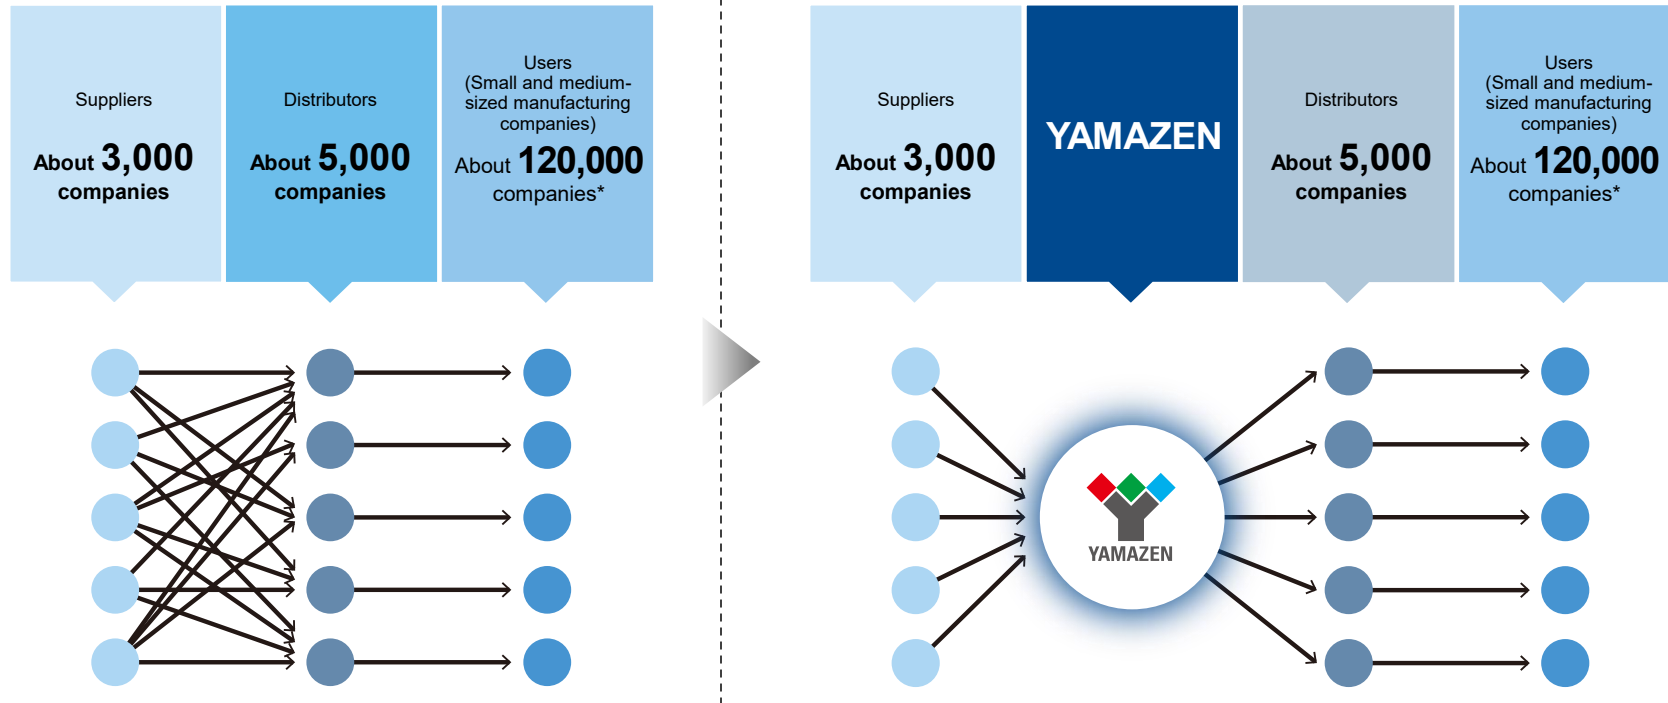 Suppliers
About 3,000
companies
Distributors
About 5,000
companies
Users
(Small and medium-
sized manufacturing
companies)
About 120,000
companies*
Suppliers
About 3,000
companies
YAMAZEN
Distributors
About 5,000
companies
Users
(Small and medium-
sized manufacturing
companies)
About 120,000
companies*
YAMAZEN